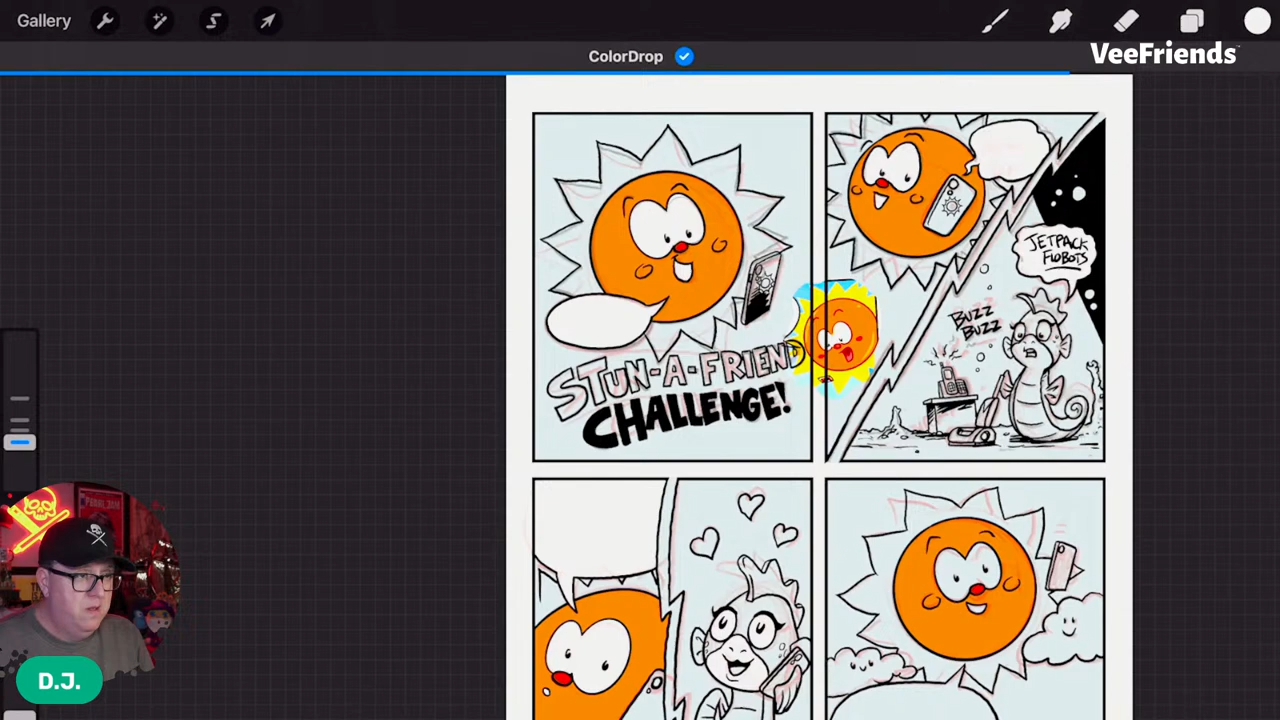 Gallery
ColorDrop
VeeFriends
STUN-A-FRIEND
CHALLENGE!
JETPACK
FLOBOTS
BUZZ
BUZZ
D.J.